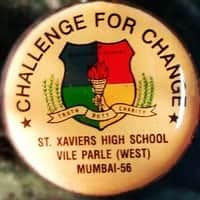 ★ CHALLENGE FOR CHANGE ★
TRUTH DUTY CHARITY
ST. XAVIERS HIGH SCHOOL
VILE PARLE (WEST)
MUMBAI-56